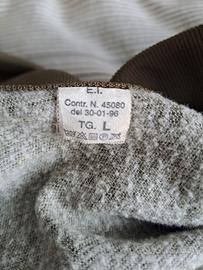 E.I.
Contr. N. 45080
del 30-01-96
TG. L